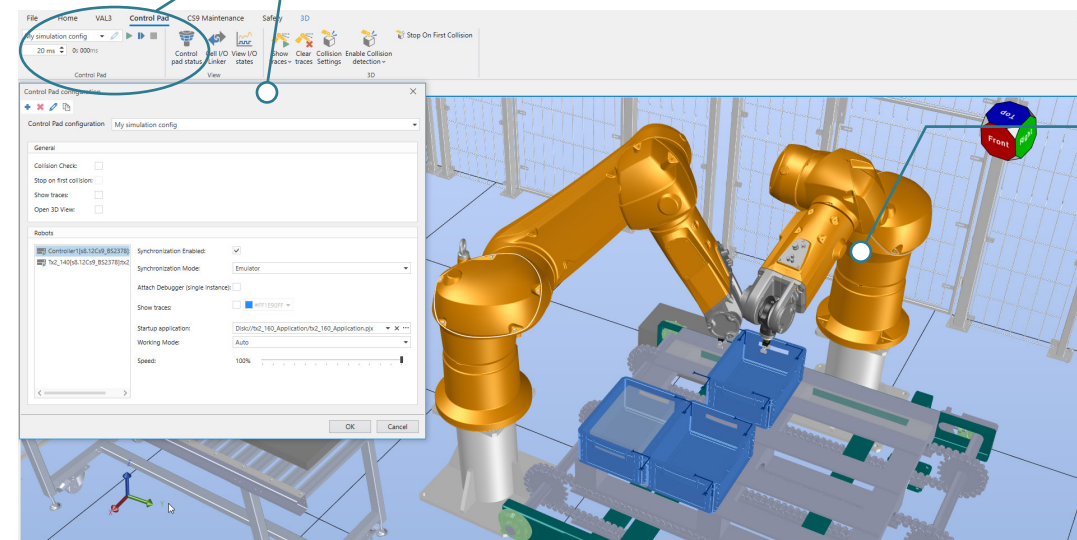 File Home VAL3 Control Pad CS9 Maintenance Safety 3D
My simulation config
20 ms 0s 000ms
Control pad status
Cell I/O Linker
View I/O states
Show traces
Clear traces
Collision Settings
Enable Collision detection
Stop On First Collision
Control Pad View 3D
Control Pad configuration
Control Pad configuration My simulation config
General
Collision Check:
Stop on first collision:
Show traces:
Open 3D View:
Robots
Controller1[s8.12Cs9_BS2378]
Tx2_140[s8.12Cs9_BS2378]tx2
Synchronization Enabled:
Synchronization Mode: Emulator
Attach Debugger (single instance):
Show traces: #FF1E90FF
Startup application: Disk://tx2_160_Application/tx2_160_Application.pjx
Working Mode: Auto
Speed: 100%
OK Cancel
Top
Front
Right
Z
X
Y